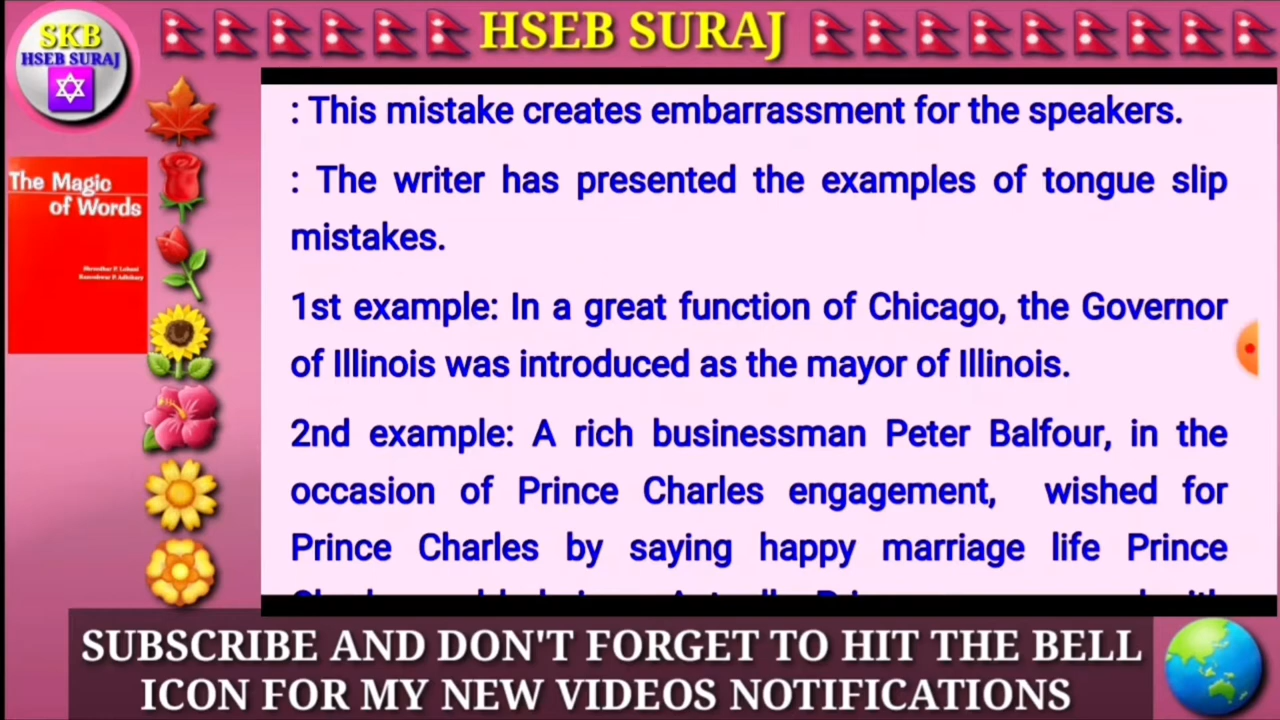 SKB
HSEB SURAJ
HSEB SURAJ
The Magic
of Words
: This mistake creates embarrassment for the speakers.
: The writer has presented the examples of tongue slip
mistakes.
1st example: In a great function of Chicago, the Governor
of Illinois was introduced as the mayor of Illinois.
2nd example: A rich businessman Peter Balfour, in the
occasion of Prince Charles engagement, wished for
Prince Charles by saying happy marriage life Prince
SUBSCRIBE AND DON'T FORGET TO HIT THE BELL
ICON FOR MY NEW VIDEOS NOTIFICATIONS